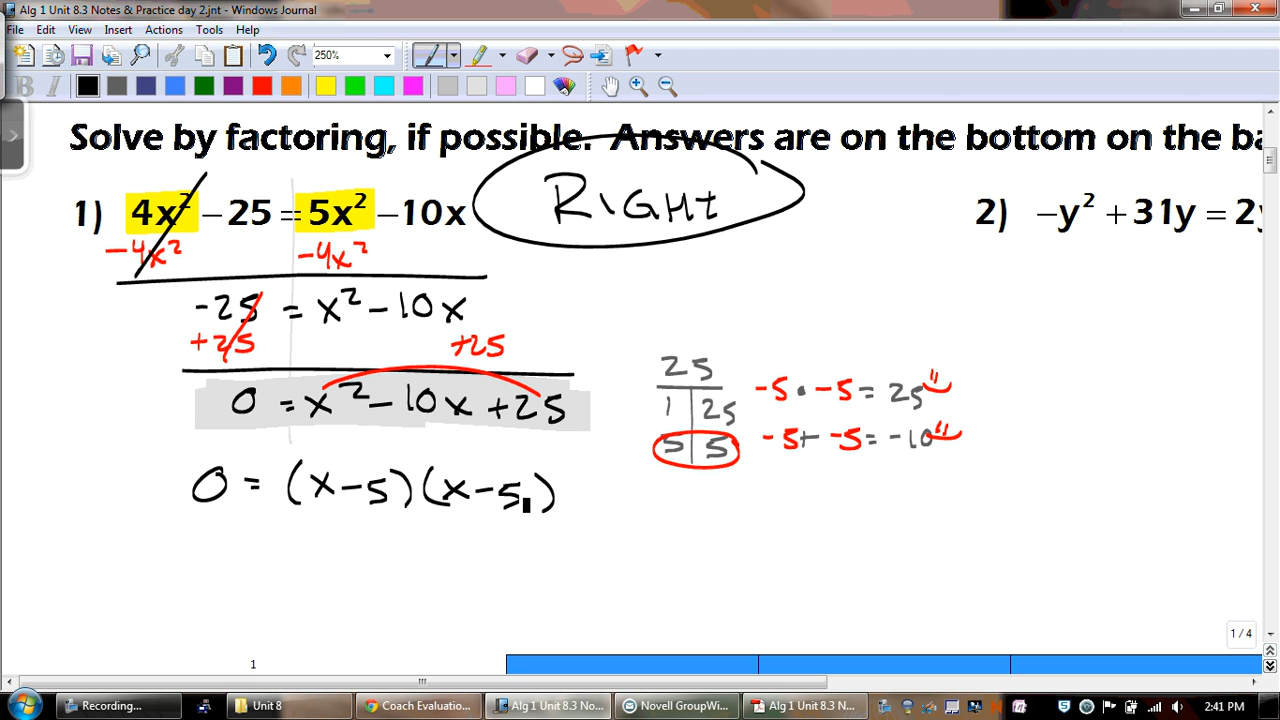 Alg 1 Unit 8.3 Notes & Practice day 2.jnt - Windows Journal
File Edit View Insert Actions Tools Help
250%
B I
Solve by factoring, if possible. Answers are on the bottom on the ba
1) 4x² – 25 = 5x² – 10x
RIGHT
2) –y² + 31y = 2y
-4x² -4x²
-25 = x² - 10x
+25 +25
0 = x² - 10x + 25
0 = (x - 5)(x - 5)
25
1 | 25
5 | 5
-5 • -5 = 25
-5 + -5 = -10
1 / 4
1
Recording...
Unit 8
Coach Evaluatio...
Alg 1 Unit 8.3 No...
Novell GroupWi...
Alg 1 Unit 8.3 No...
2:41 PM